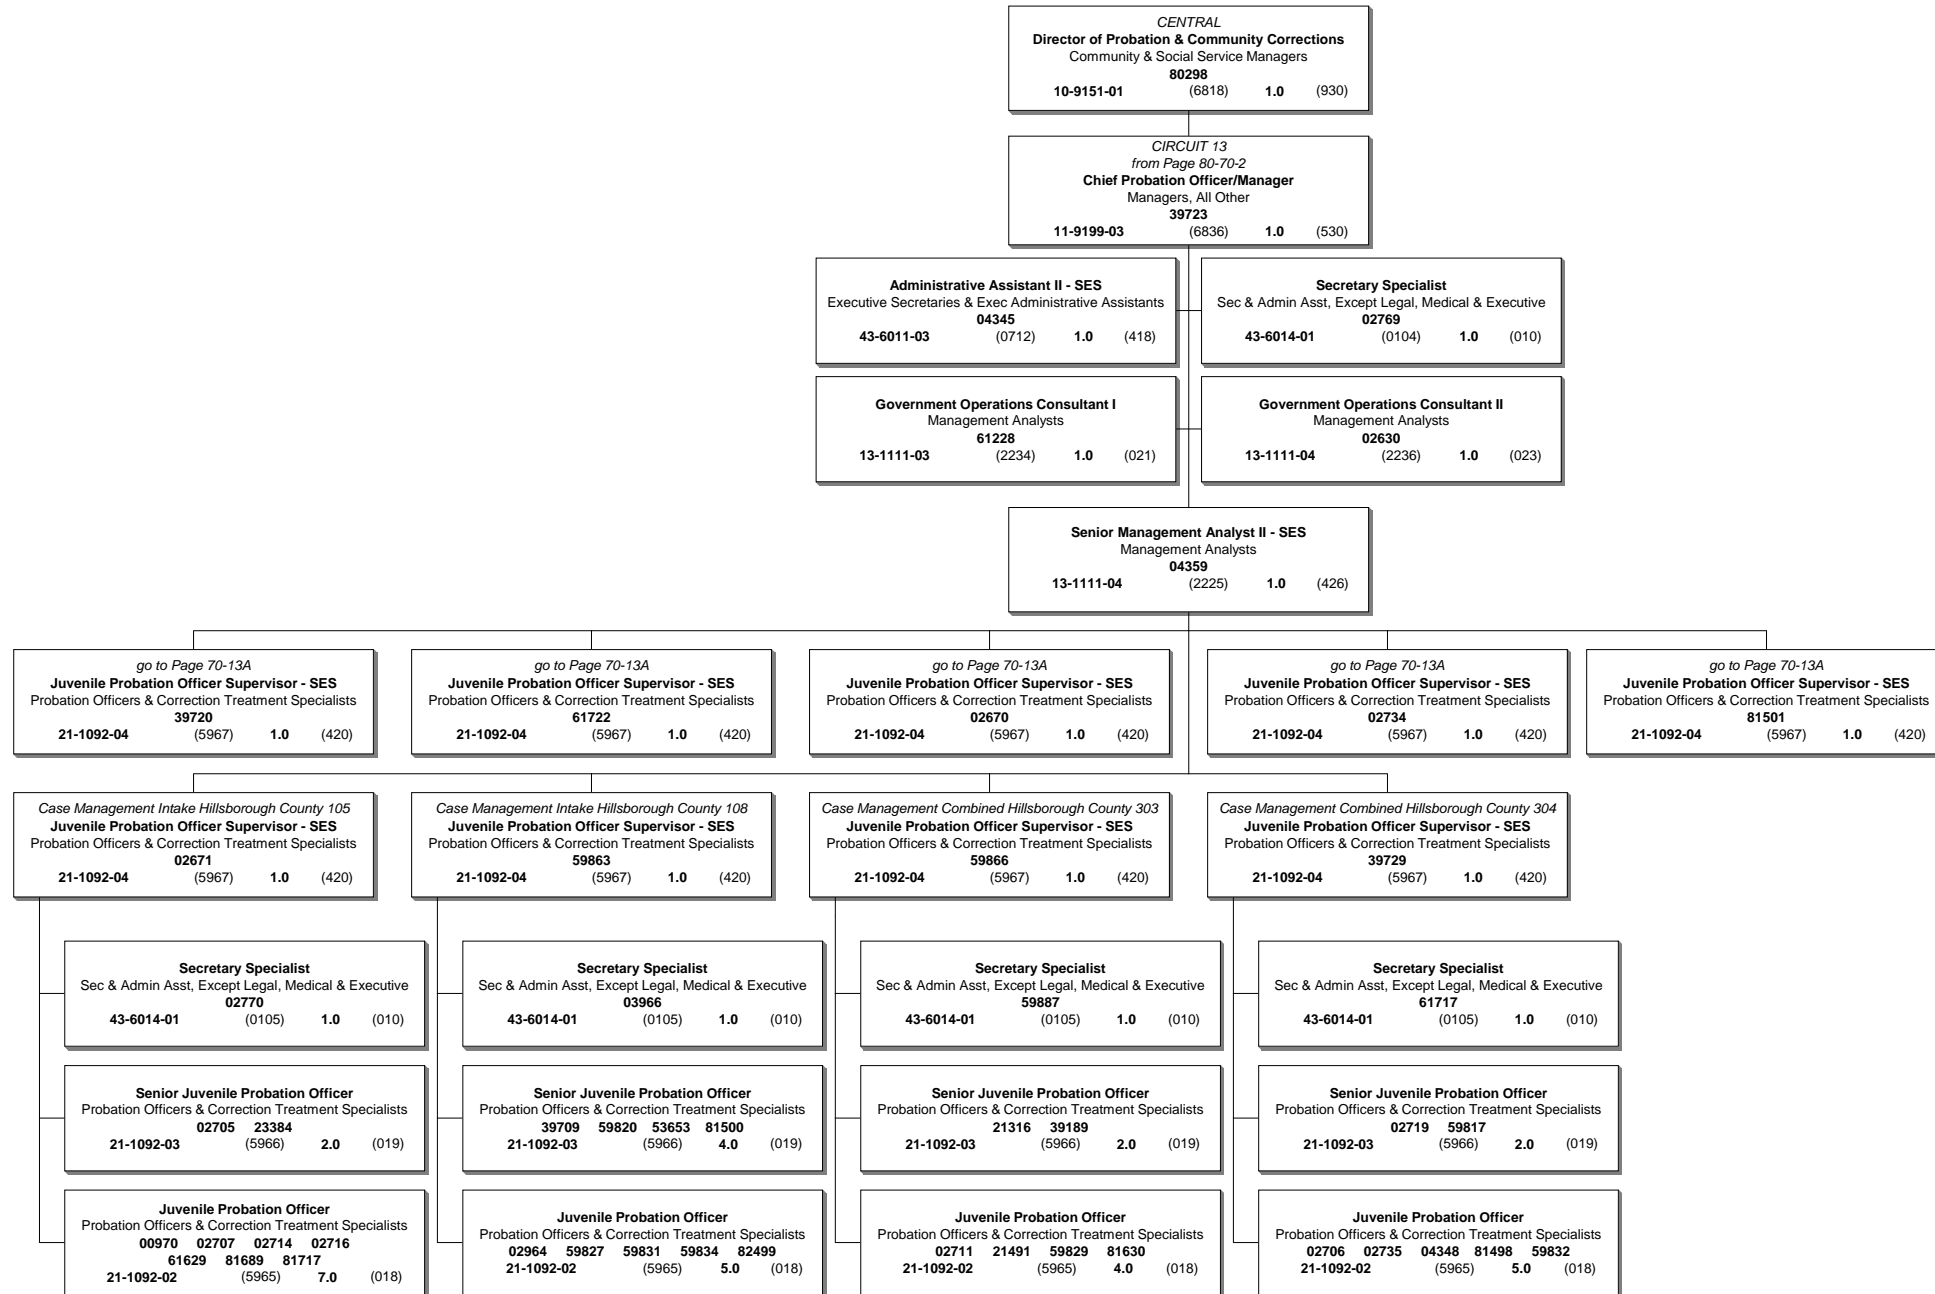 CENTRAL
Director of Probation & Community Corrections
Community & Social Service Managers
80298
10-9151-01 (6818) 1.0 (930)
CIRCUIT 13
from Page 80-70-2
Chief Probation Officer/Manager
Managers, All Other
39723
11-9199-03 (6836) 1.0 (530)
Administrative Assistant II - SES
Executive Secretaries & Exec Administrative Assistants
04345
43-6011-03 (0712) 1.0 (418)
Secretary Specialist
Sec & Admin Asst, Except Legal, Medical & Executive
02769
43-6014-01 (0104) 1.0 (010)
Government Operations Consultant I
Management Analysts
61228
13-1111-03 (2234) 1.0 (021)
Government Operations Consultant II
Management Analysts
02630
13-1111-04 (2236) 1.0 (023)
Senior Management Analyst II - SES
Management Analysts
04359
13-1111-04 (2225) 1.0 (426)
go to Page 70-13A
Juvenile Probation Officer Supervisor - SES
Probation Officers & Correction Treatment Specialists
39720
21-1092-04 (5967) 1.0 (420)
go to Page 70-13A
Juvenile Probation Officer Supervisor - SES
Probation Officers & Correction Treatment Specialists
61722
21-1092-04 (5967) 1.0 (420)
go to Page 70-13A
Juvenile Probation Officer Supervisor - SES
Probation Officers & Correction Treatment Specialists
02670
21-1092-04 (5967) 1.0 (420)
go to Page 70-13A
Juvenile Probation Officer Supervisor - SES
Probation Officers & Correction Treatment Specialists
02734
21-1092-04 (5967) 1.0 (420)
go to Page 70-13A
Juvenile Probation Officer Supervisor - SES
Probation Officers & Correction Treatment Specialists
81501
21-1092-04 (5967) 1.0 (420)
Case Management Intake Hillsborough County 105
Juvenile Probation Officer Supervisor - SES
Probation Officers & Correction Treatment Specialists
02671
21-1092-04 (5967) 1.0 (420)
Case Management Intake Hillsborough County 108
Juvenile Probation Officer Supervisor - SES
Probation Officers & Correction Treatment Specialists
59863
21-1092-04 (5967) 1.0 (420)
Case Management Combined Hillsborough County 303
Juvenile Probation Officer Supervisor - SES
Probation Officers & Correction Treatment Specialists
59866
21-1092-04 (5967) 1.0 (420)
Case Management Combined Hillsborough County 304
Juvenile Probation Officer Supervisor - SES
Probation Officers & Correction Treatment Specialists
39729
21-1092-04 (5967) 1.0 (420)
Secretary Specialist
Sec & Admin Asst, Except Legal, Medical & Executive
02770
43-6014-01 (0105) 1.0 (010)
Secretary Specialist
Sec & Admin Asst, Except Legal, Medical & Executive
03966
43-6014-01 (0105) 1.0 (010)
Secretary Specialist
Sec & Admin Asst, Except Legal, Medical & Executive
59887
43-6014-01 (0105) 1.0 (010)
Secretary Specialist
Sec & Admin Asst, Except Legal, Medical & Executive
61717
43-6014-01 (0105) 1.0 (010)
Senior Juvenile Probation Officer
Probation Officers & Correction Treatment Specialists
02705 23384
21-1092-03 (5966) 2.0 (019)
Senior Juvenile Probation Officer
Probation Officers & Correction Treatment Specialists
39709 59820 53653 81500
21-1092-03 (5966) 4.0 (019)
Senior Juvenile Probation Officer
Probation Officers & Correction Treatment Specialists
21316 39189
21-1092-03 (5966) 2.0 (019)
Senior Juvenile Probation Officer
Probation Officers & Correction Treatment Specialists
02719 59817
21-1092-03 (5966) 2.0 (019)
Juvenile Probation Officer
Probation Officers & Correction Treatment Specialists
00970 02707 02714 02716
61629 81689 81717
21-1092-02 (5965) 7.0 (018)
Juvenile Probation Officer
Probation Officers & Correction Treatment Specialists
02964 59827 59831 59834 82499
21-1092-02 (5965) 5.0 (018)
Juvenile Probation Officer
Probation Officers & Correction Treatment Specialists
02711 21491 59829 81630
21-1092-02 (5965) 4.0 (018)
Juvenile Probation Officer
Probation Officers & Correction Treatment Specialists
02706 02735 04348 81498 59832
21-1092-02 (5965) 5.0 (018)